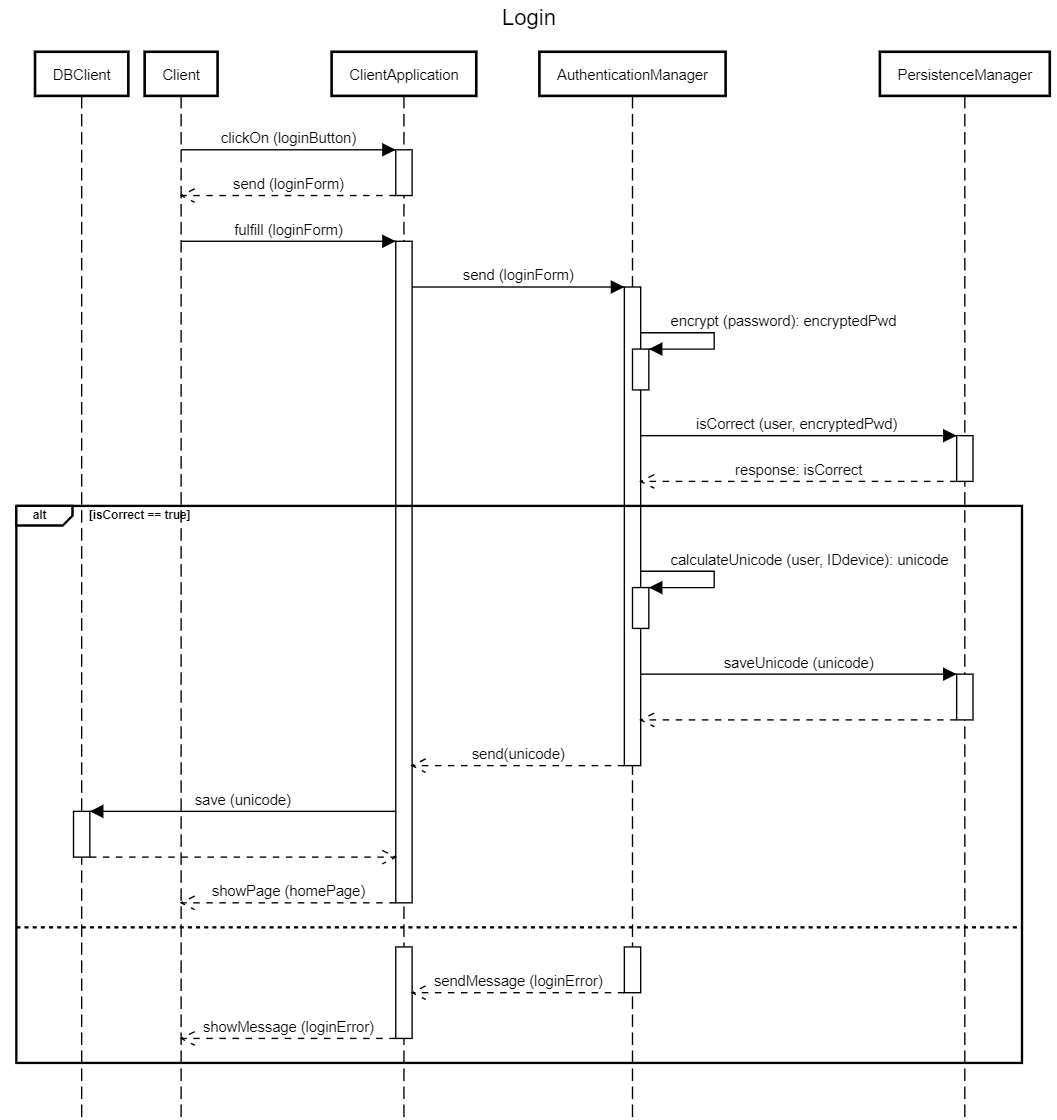 Login
DBClient
Client
ClientApplication
AuthenticationManager
PersistenceManager
clickOn (loginButton)
send (loginForm)
fulfill (loginForm)
send (loginForm)
encrypt (password): encryptedPwd
isCorrect (user, encryptedPwd)
response: isCorrect
alt
[isCorrect == true]
calculateUnicode (user, IDdevice): unicode
saveUnicode (unicode)
send(unicode)
save (unicode)
showPage (homePage)
sendMessage (loginError)
showMessage (loginError)